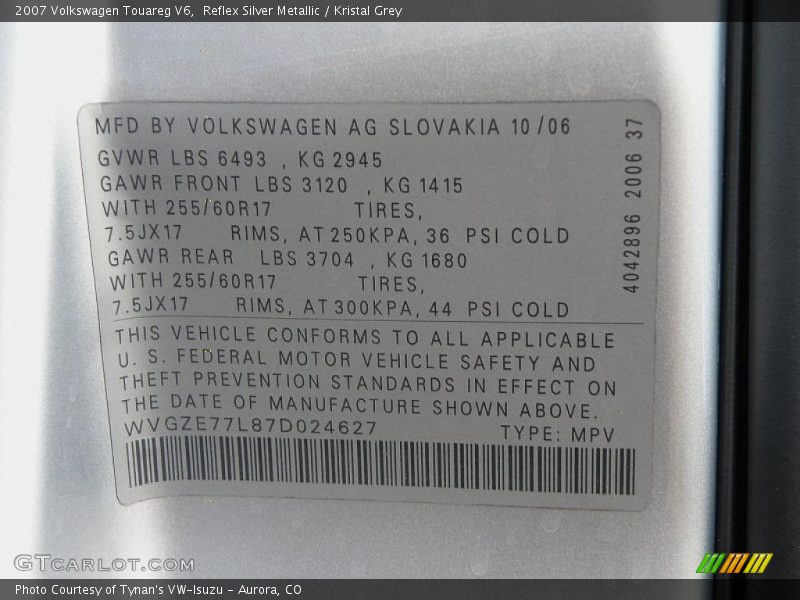 2007 Volkswagen Touareg V6, Reflex Silver Metallic / Kristal Grey
MFD BY VOLKSWAGEN AG SLOVAKIA 10/06
GVWR LBS 6493 , KG 2945
GAWR FRONT LBS 3120 , KG 1415
WITH 255/60R17 TIRES,
7.5JX17 RIMS, AT 250KPA, 36 PSI COLD
GAWR REAR LBS 3704 , KG 1680
WITH 255/60R17 TIRES,
7.5JX17 RIMS, AT 300KPA, 44 PSI COLD
4042896 2006 37
THIS VEHICLE CONFORMS TO ALL APPLICABLE
U. S. FEDERAL MOTOR VEHICLE SAFETY AND
THEFT PREVENTION STANDARDS IN EFFECT ON
THE DATE OF MANUFACTURE SHOWN ABOVE.
WVGZE77L87D024627 TYPE: MPV
GTCARLOT.COM
Photo Courtesy of Tynan's VW-Isuzu - Aurora, CO